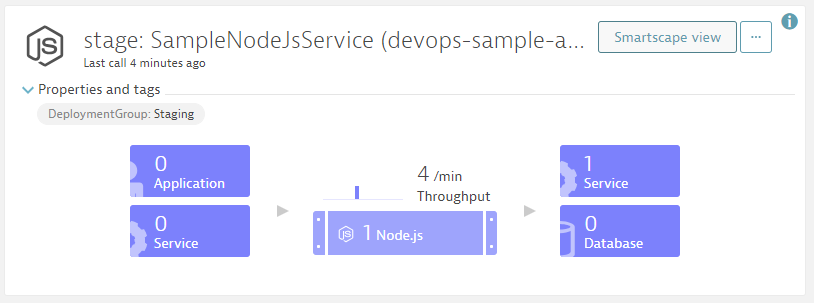 JS
stage: SampleNodeJsService (devops-sample-a...
Smartscape view
...
i
Last call 4 minutes ago
Properties and tags
DeploymentGroup: Staging
0
Application
0
Service
4 /min
Throughput
1 Node.js
1
Service
0
Database